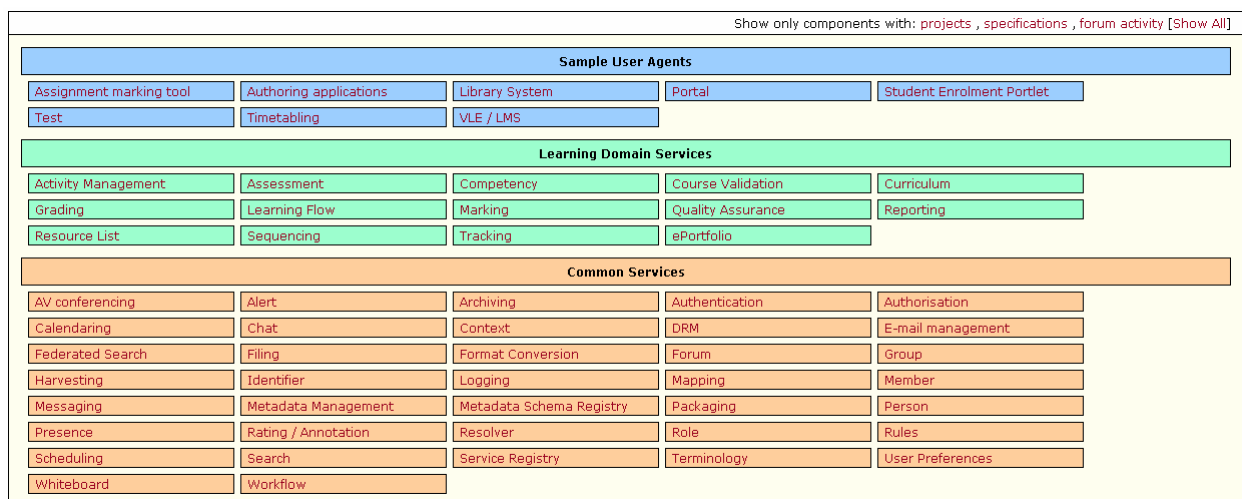 Show only components with: projects , specifications , forum activity [Show All]
Sample User Agents
Assignment marking tool Authoring applications Library System Portal Student Enrolment Portlet
Test Timetabling VLE / LMS
Learning Domain Services
Activity Management Assessment Competency Course Validation Curriculum
Grading Learning Flow Marking Quality Assurance Reporting
Resource List Sequencing Tracking ePortfolio
Common Services
AV conferencing Alert Archiving Authentication Authorisation
Calendaring Chat Context DRM E-mail management
Federated Search Filing Format Conversion Forum Group
Harvesting Identifier Logging Mapping Member
Messaging Metadata Management Metadata Schema Registry Packaging Person
Presence Rating / Annotation Resolver Role Rules
Scheduling Search Service Registry Terminology User Preferences
Whiteboard Workflow